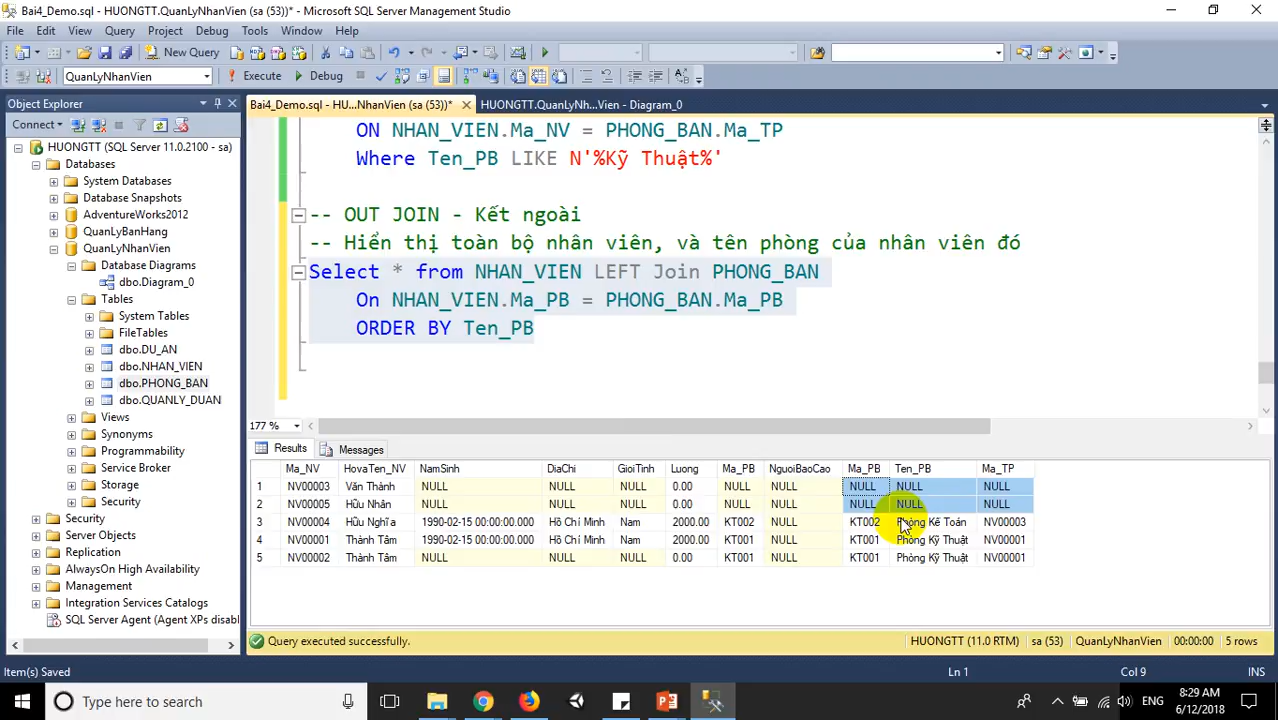 Bai4_Demo.sql - HUONGTT.QuanLyNhanVien (sa (53))* - Microsoft SQL Server Management Studio
File Edit View Query Project Debug Tools Window Help
New Query
QuanLyNhanVien Execute Debug
Object Explorer
Bai4_Demo.sql - HU...NhanVien (sa (53))* HUONGTT.QuanLyNh...Vien - Diagram_0
Connect
HUONGTT (SQL Server 11.0.2100 - sa)
Databases
System Databases
Database Snapshots
AdventureWorks2012
QuanLyBanHang
QuanLyNhanVien
Database Diagrams
dbo.Diagram_0
Tables
System Tables
FileTables
dbo.DU_AN
dbo.NHAN_VIEN
dbo.PHONG_BAN
dbo.QUANLY_DUAN
Views
Synonyms
Programmability
Service Broker
Storage
Security
Security
Server Objects
Replication
AlwaysOn High Availability
Management
Integration Services Catalogs
SQL Server Agent (Agent XPs disabl
ON NHAN_VIEN.Ma_NV = PHONG_BAN.Ma_TP
Where Ten_PB LIKE N'%Kỹ Thuật%'
-- OUT JOIN - Kết ngoài
-- Hiển thị toàn bộ nhân viên, và tên phòng của nhân viên đó
Select * from NHAN_VIEN LEFT Join PHONG_BAN
On NHAN_VIEN.Ma_PB = PHONG_BAN.Ma_PB
ORDER BY Ten_PB
177 %
Results Messages
Ma_NV HovaTen_NV NamSinh DiaChi GioiTinh Luong Ma_PB NguoiBaoCao Ma_PB Ten_PB Ma_TP
1 NV00003 Văn Thành NULL NULL NULL 0.00 NULL NULL NULL NULL NULL
2 NV00005 Hữu Nhân NULL NULL NULL 0.00 NULL NULL NULL NULL NULL
3 NV00004 Hữu Nghĩa 1990-02-15 00:00:00.000 Hồ Chí Minh Nam 2000.00 KT002 NULL KT002 Phòng Kế Toán NV00003
4 NV00001 Thành Tâm 1990-02-15 00:00:00.000 Hồ Chí Minh Nam 2000.00 KT001 NULL KT001 Phòng Kỹ Thuật NV00001
5 NV00002 Thành Tâm NULL NULL NULL 0.00 KT001 NULL KT001 Phòng Kỹ Thuật NV00001
Query executed successfully. HUONGTT (11.0 RTM) sa (53) QuanLyNhanVien 00:00:00 5 rows
Item(s) Saved Ln 1 Col 9 INS
Type here to search ENG 8:29 AM
6/12/2018